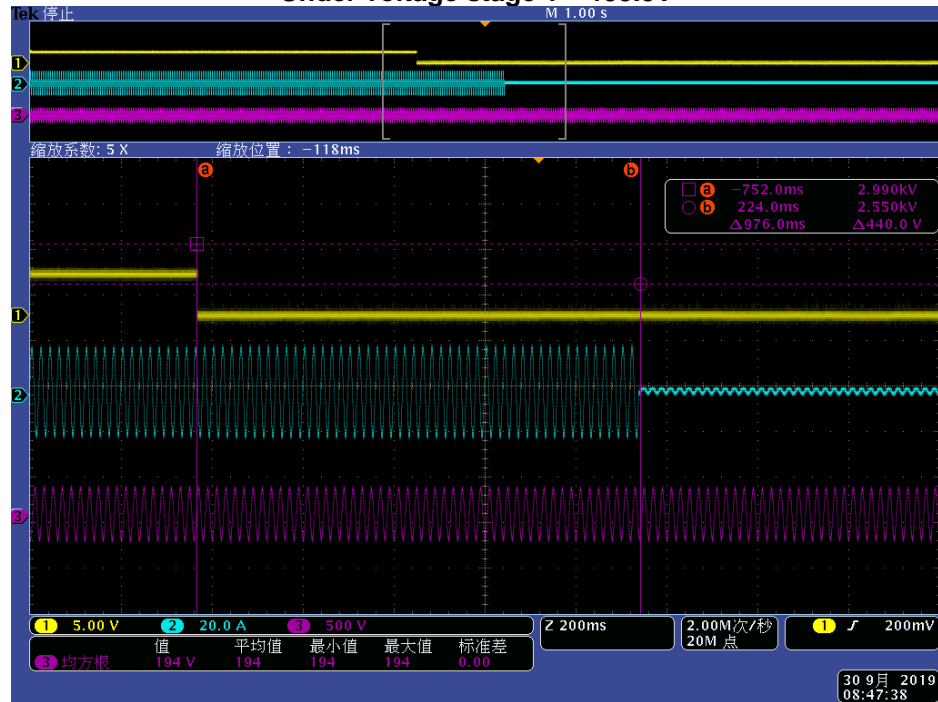 Tek 停止
M 1.00 s
1
2
3
缩放系数: 5 X
缩放位置: -118ms
a
b
a -752.0ms 2.990kV
b 224.0ms 2.550kV
△976.0ms △440.0 V
1
2
3
1 5.00 V 2 20.0 A 3 500 V
Z 200ms
2.00M次/秒
20M 点
1 200mV
值 平均值 最小值 最大值 标准差
3 均方根 194 V 194 194 194 0.00
30 9月 2019
08:47:38